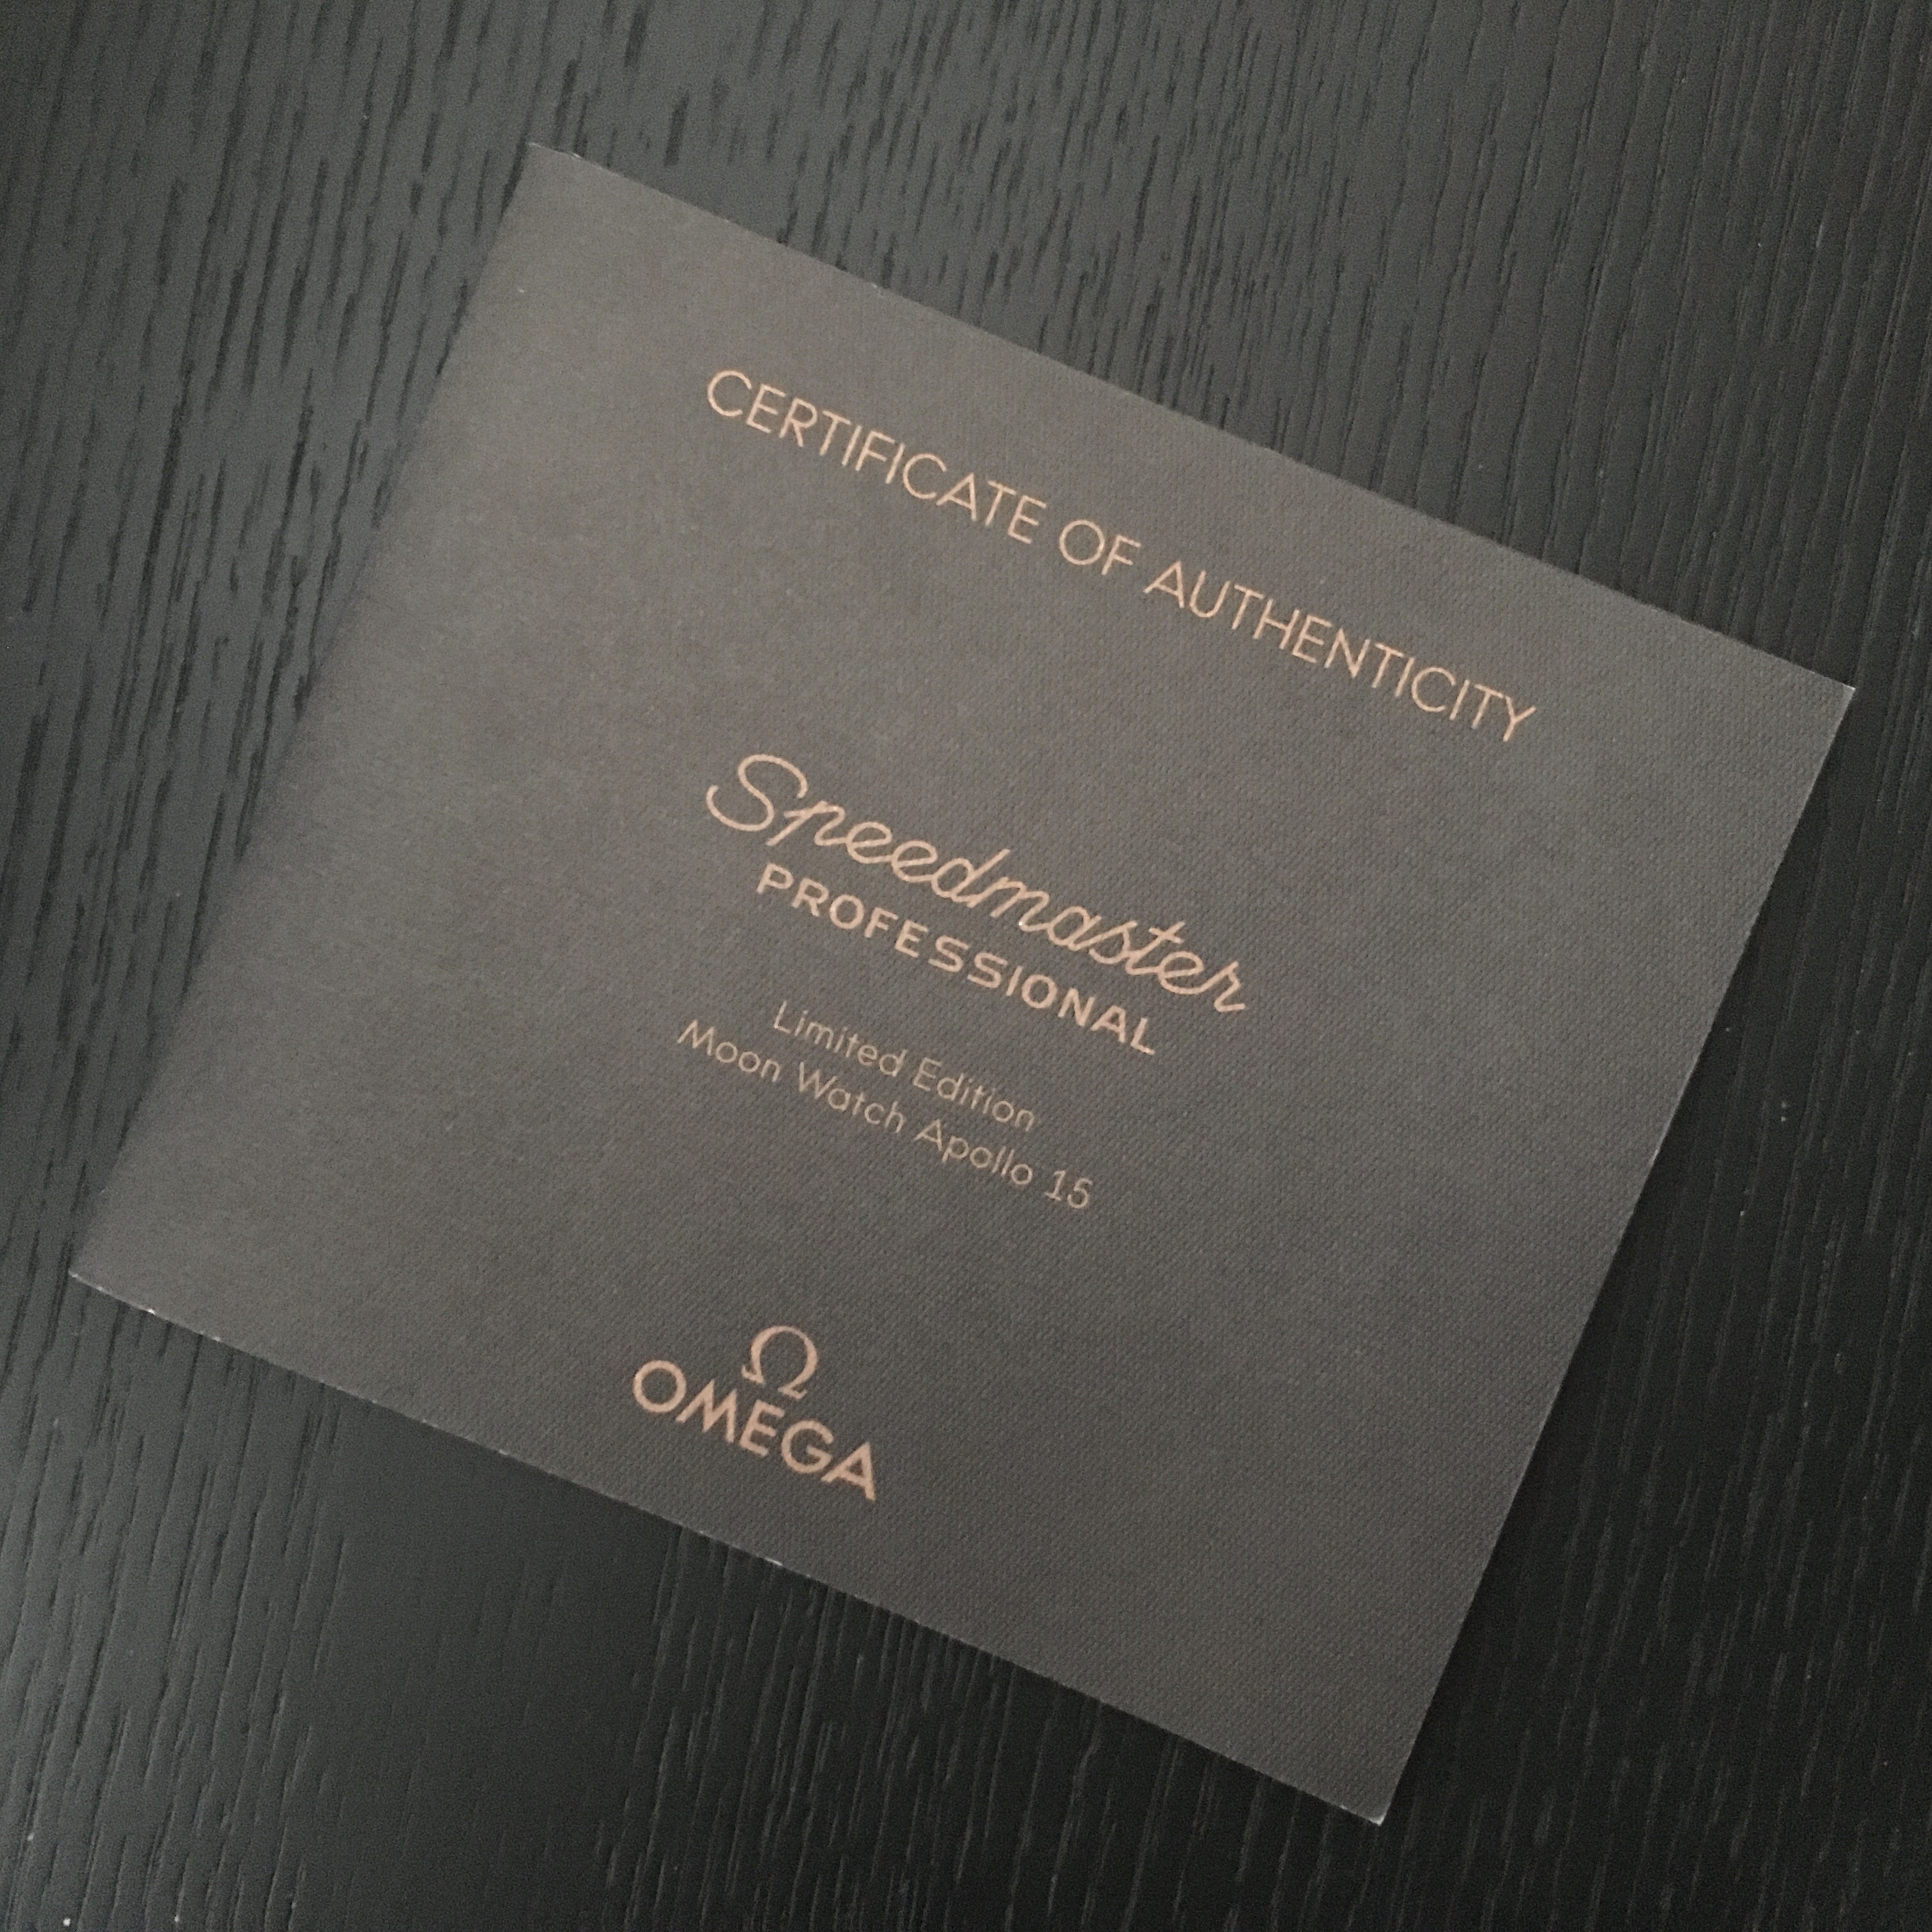 CERTIFICATE OF AUTHENTICITY
Speedmaster
PROFESSIONAL
Limited Edition
Moon Watch Apollo 15
Ω
OMEGA